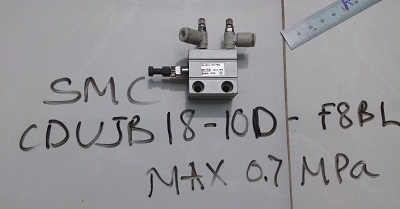 SMC
CDUJB18-10D-F8BL
MAX 0.7 MPa